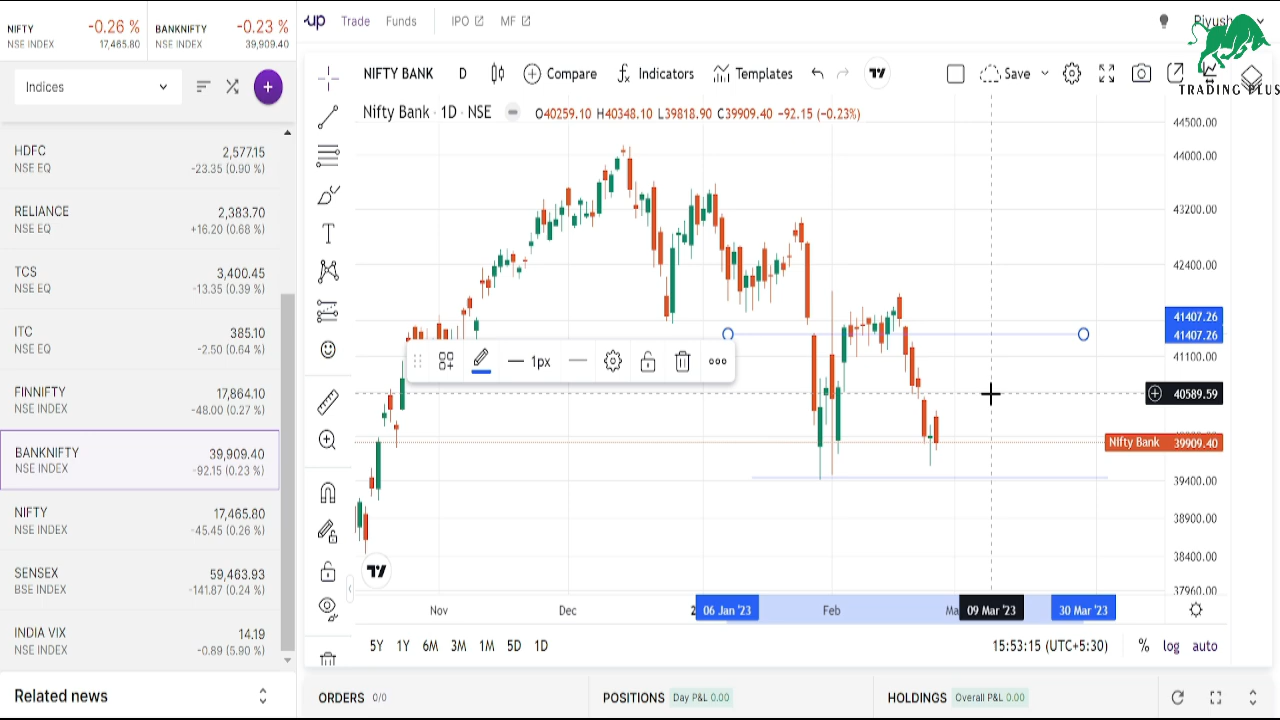 NIFTY -0.26 %
NSE INDEX 17,465.80
BANKNIFTY -0.23 %
NSE INDEX 39,909.40
up Trade Funds IPO MF
TRADING PLUS
Indices
HDFC 2,577.15
NSE EQ -23.35 (0.90 %)
RELIANCE 2,383.70
NSE EQ +16.20 (0.68 %)
TCS 3,400.45
NSE EQ -13.35 (0.39 %)
ITC 385.10
NSE EQ -2.50 (0.64 %)
FINNIFTY 17,864.10
NSE INDEX -48.00 (0.27 %)
BANKNIFTY 39,909.40
NSE INDEX -92.15 (0.23 %)
NIFTY 17,465.80
NSE INDEX -45.45 (0.26 %)
SENSEX 59,463.93
BSE INDEX -141.87 (0.24 %)
INDIA VIX 14.19
NSE INDEX -0.89 (5.90 %)
Related news
NIFTY BANK D Compare Indicators Templates Save
Nifty Bank · 1D · NSE O40259.10 H40348.10 L39818.90 C39909.40 -92.15 (-0.23%)
44500.00
44000.00
43200.00
42400.00
41407.26
41407.26
41100.00
40589.59
Nifty Bank 39909.40
39400.00
38900.00
38400.00
37960.00
1px
Nov Dec 06 Jan '23 Feb 09 Mar '23 30 Mar '23
5Y 1Y 6M 3M 1M 5D 1D 15:53:15 (UTC+5:30) % log auto
ORDERS 0/0 POSITIONS Day P&L 0.00 HOLDINGS Overall P&L 0.00